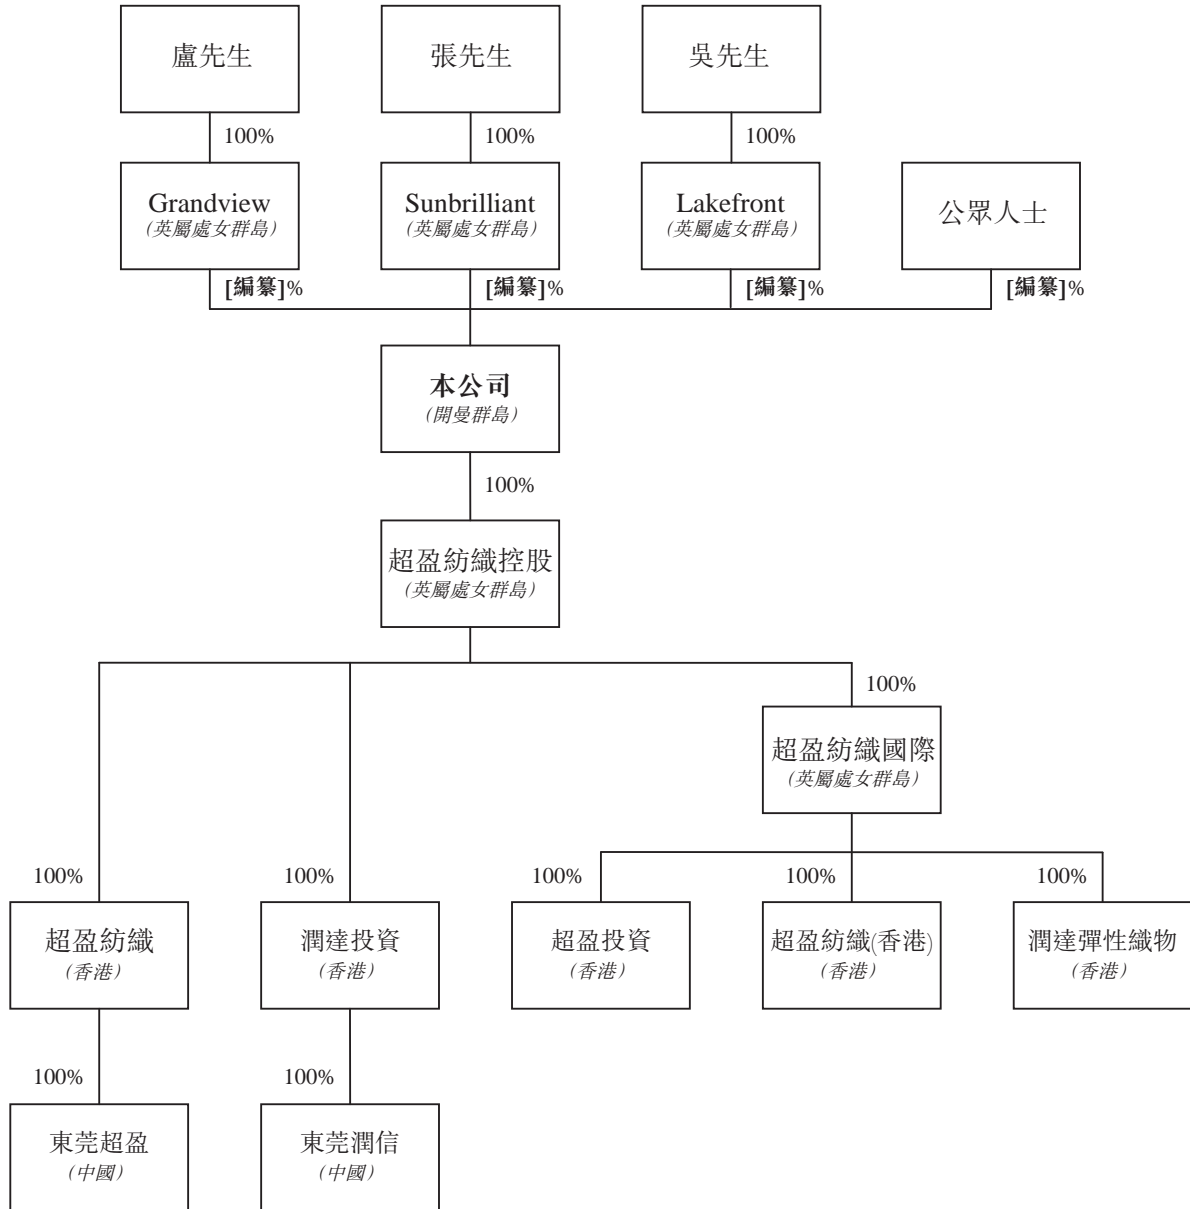 盧先生
張先生
吳先生
100%
100%
100%
Grandview
(英屬處女群島)
Sunbrilliant
(英屬處女群島)
Lakefront
(英屬處女群島)
公眾人士
[編纂]%
[編纂]%
[編纂]%
[編纂]%
本公司
(開曼群島)
100%
超盈紡織控股
(英屬處女群島)
100%
超盈紡織國際
(英屬處女群島)
100%
100%
100%
100%
100%
超盈紡織
(香港)
潤達投資
(香港)
超盈投資
(香港)
超盈紡織(香港)
(香港)
潤達彈性織物
(香港)
100%
100%
東莞超盈
(中國)
東莞潤信
(中國)